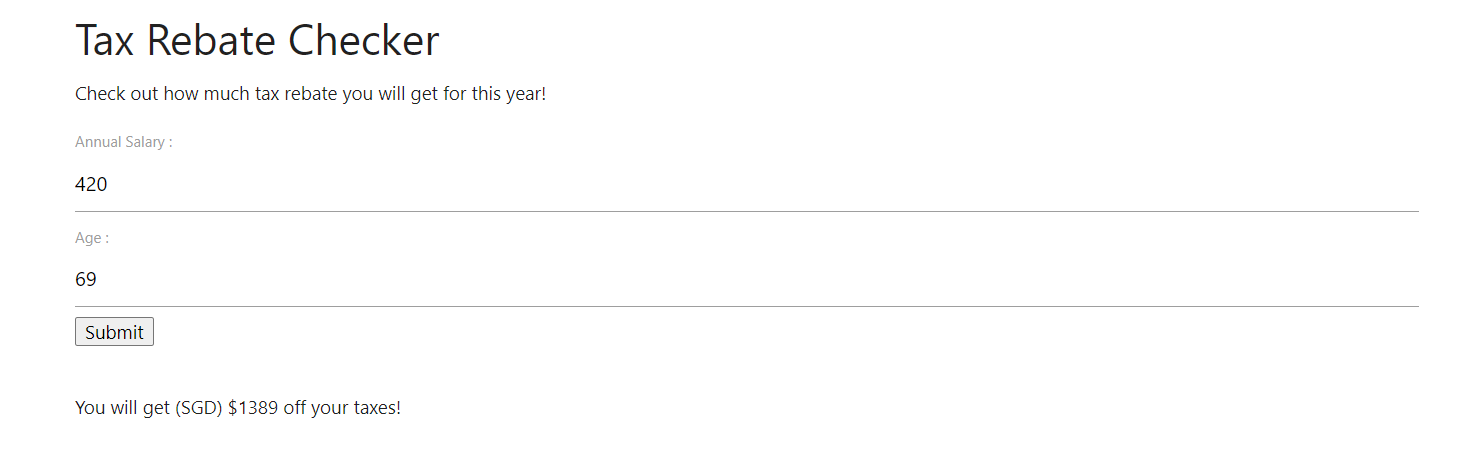 Tax Rebate Checker
Check out how much tax rebate you will get for this year!
Annual Salary :
420
Age :
69
Submit
You will get (SGD) $1389 off your taxes!